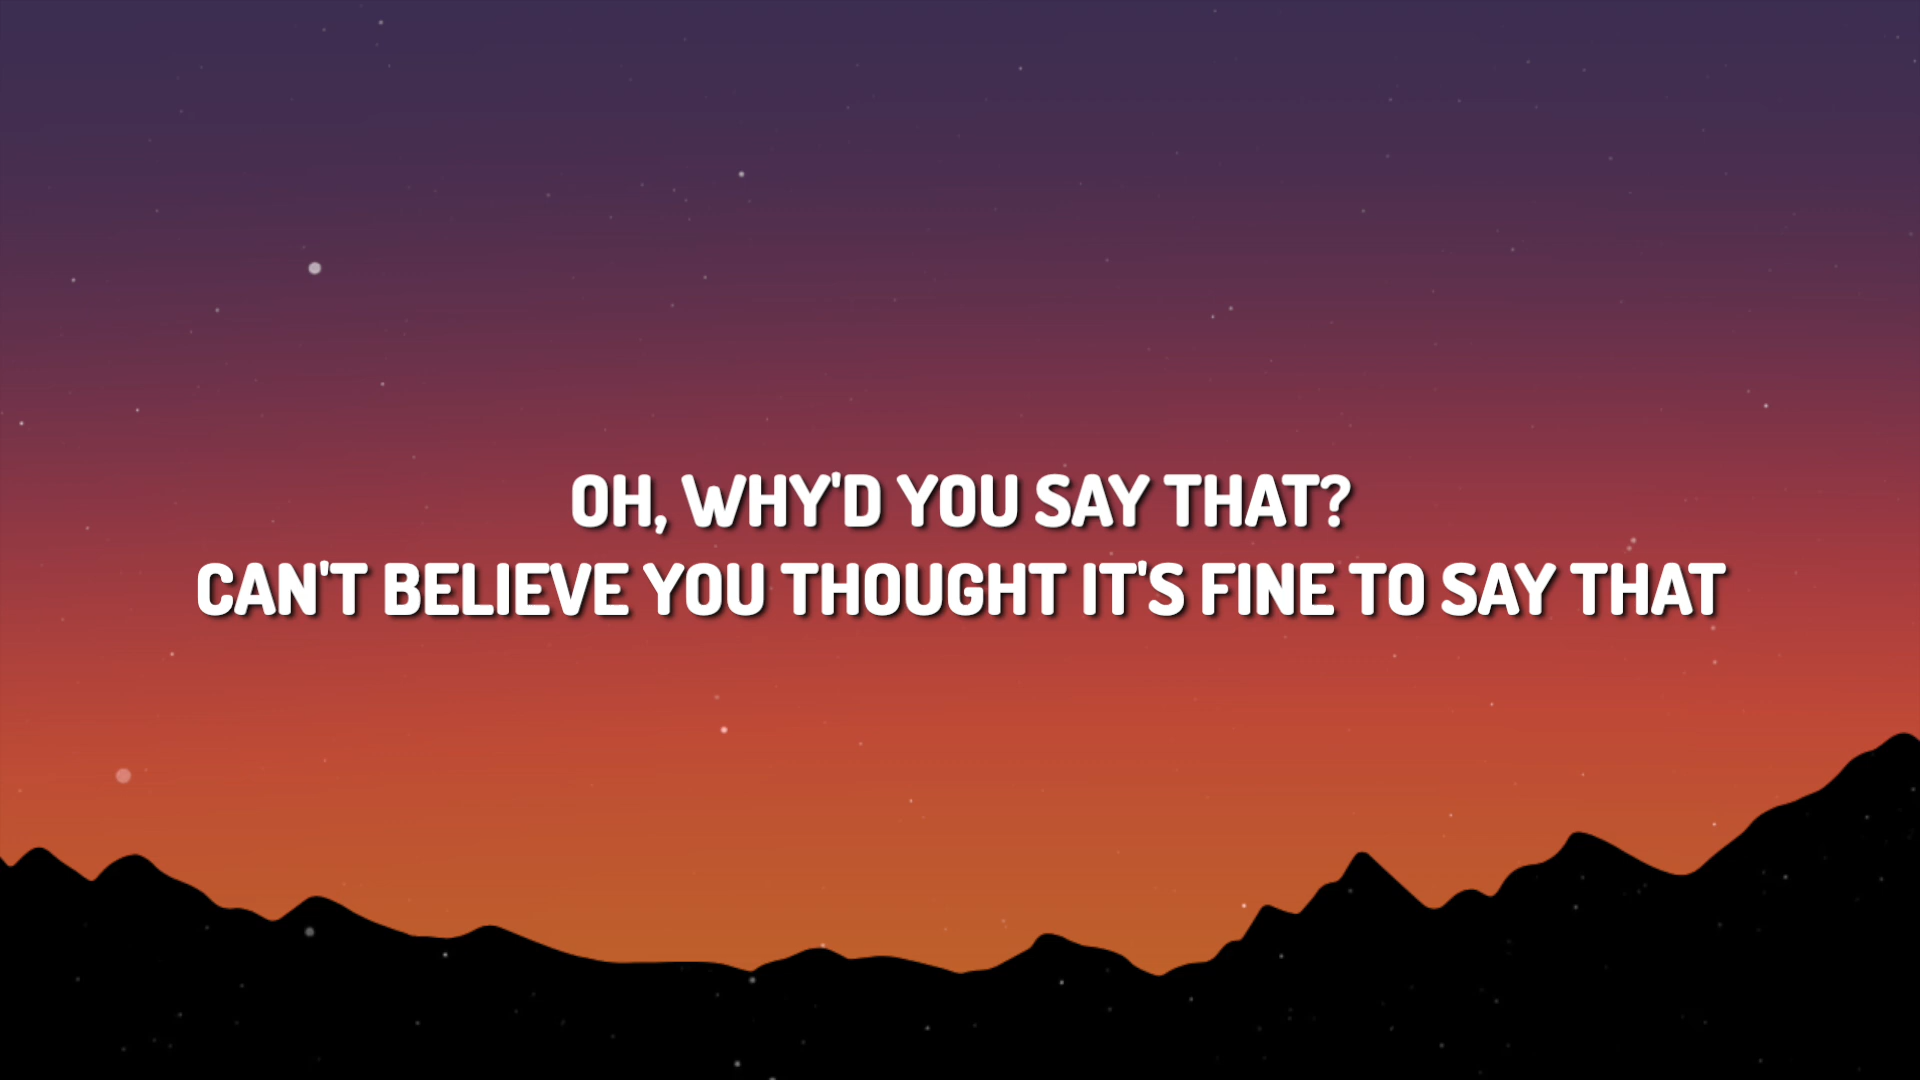 OH, WHY'D YOU SAY THAT?
CAN'T BELIEVE YOU THOUGHT IT'S FINE TO SAY THAT